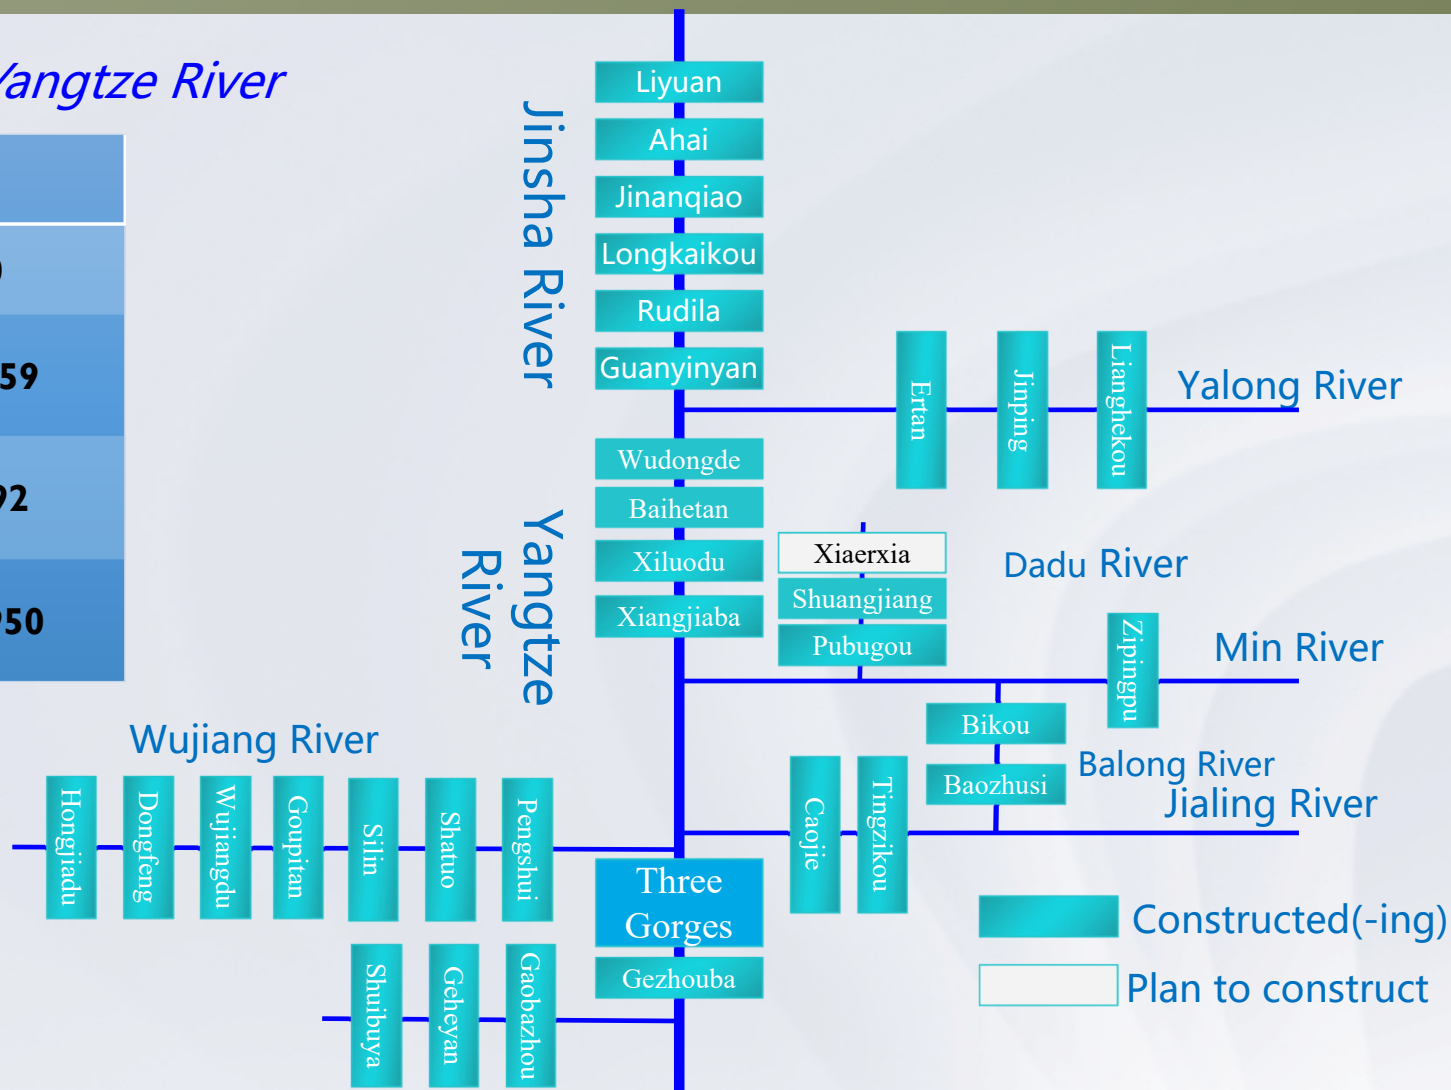 Yangtze River
59
92
950
Jinsha River
Liyuan
Ahai
Jinanqiao
Longkaikou
Rudila
Guanyinyan
Ertan
Jinping
Lianghekou
Yalong River
Wudongde
Baihetan
Xiluodu
Xiangjiaba
Yangtze
River
Xiaerxia
Shuangjiang
Pubugou
Dadu River
Zipingpu
Min River
Bikou
Baozhusi
Balong River
Jialing River
Caojie
Tingzikou
Wujiang River
Hongjiadu
Dongfeng
Wujiangdu
Goupitan
Silin
Shatuo
Pengshui
Three
Gorges
Gezhouba
Shuibuya
Geheyan
Gaobazhou
Constructed(-ing)
Plan to construct